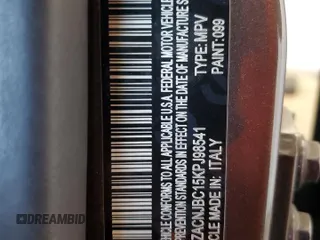 VEHICLE CONFORMS TO ALL APPLICABLE U.S.A. FEDERAL MOTOR VEHICLE
PREVENTION STANDARDS IN EFFECT ON THE DATE OF MANUFACTURE
ZACNJBC15KPJ98541 TYPE: MPV
MADE IN: ITALY PAINT: 099
DREAMBID